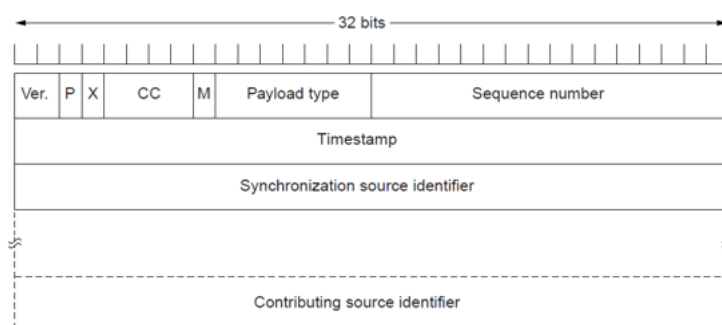 32 bits
Ver. P X CC M Payload type Sequence number
Timestamp
Synchronization source identifier
Contributing source identifier